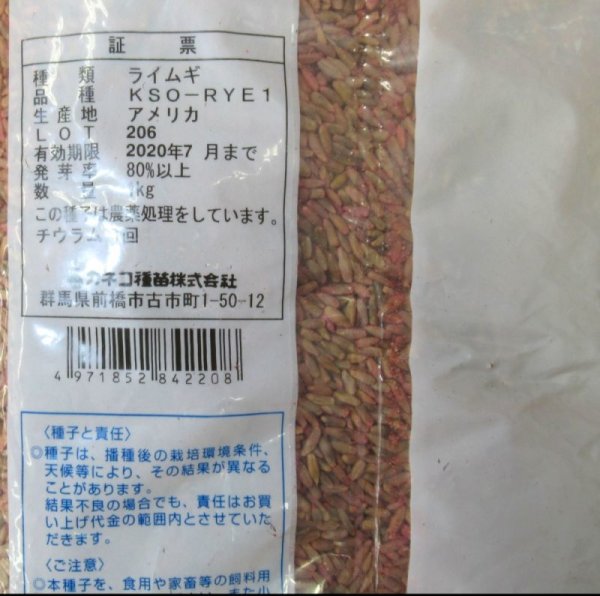 証 票
種類 ライムギ
品種 KSO-RYE1
生産地 アメリカ
LOT 206
有効期限 2020年7 月まで
発芽率 80%以上
数量 1kg
この種子は農薬処理をしています。
チウラム 回
カネコ種苗株式会社
群馬県前橋市古市町1-50-12
4 971852 842208
〈種子と責任〉
◎種子は、播種後の栽培環境条件、
天候等により、その結果が異なる
ことがあります。
結果不良の場合でも、責任はお買
い上げ代金の範囲内とさせていた
だきます。
〈ご注意〉
◎本種子を、食用や家畜等の飼料用